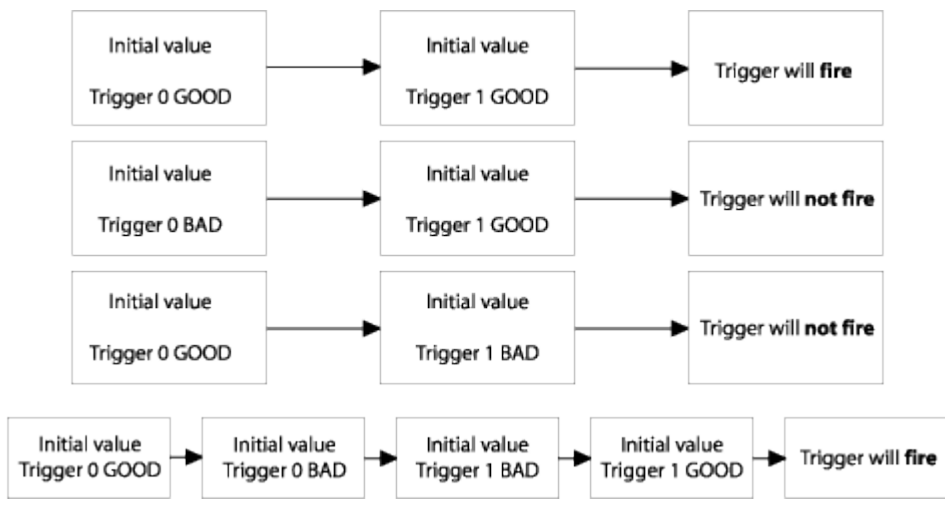 Initial value
Trigger 0 GOOD
Initial value
Trigger 1 GOOD
Trigger will fire
Initial value
Trigger 0 BAD
Initial value
Trigger 1 GOOD
Trigger will not fire
Initial value
Trigger 0 GOOD
Initial value
Trigger 1 BAD
Trigger will not fire
Initial value
Trigger 0 GOOD
Initial value
Trigger 0 BAD
Initial value
Trigger 1 BAD
Initial value
Trigger 1 GOOD
Trigger will fire